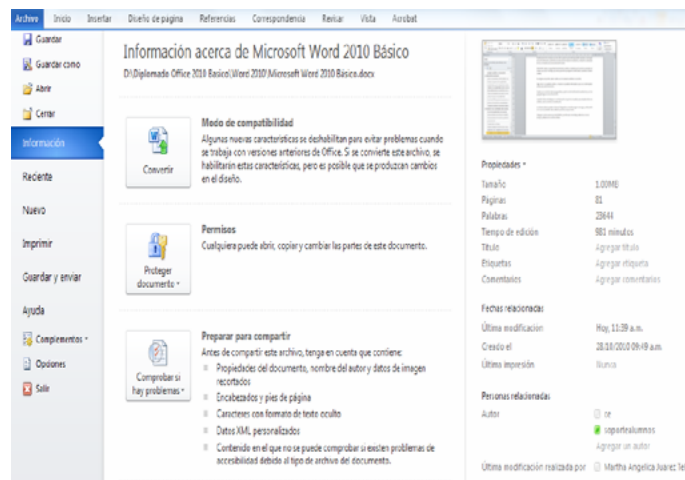 Archivo Inicio Insertar Diseño de página Referencias Correspondencia Revisar Vista Acrobat
Guardar
Guardar como
Abrir
Cerrar
Información
Reciente
Nuevo
Imprimir
Guardar y enviar
Ayuda
Complementos
Opciones
Salir
Información acerca de Microsoft Word 2010 Básico
D:\Diplomado Office 2010 Basico\Word 2010\Microsoft Word 2010 Básico.docx
Convertir
Modo de compatibilidad
Algunas nuevas características se deshabilitan para evitar problemas cuando
se trabaja con versiones anteriores de Office. Si se convierte este archivo, se
habilitarán estas características, pero es posible que se produzcan cambios
en el diseño.
Proteger
documento
Permisos
Cualquiera puede abrir, copiar y cambiar las partes de este documento.
Comprobar si
hay problemas
Preparar para compartir
Antes de compartir este archivo, tenga en cuenta que contiene:
Propiedades del documento, nombre del autor y datos de imagen
recortados
Encabezados y pies de página
Caracteres con formato de texto oculto
Datos XML personalizados
Contenido en el que no se puede comprobar si existen problemas de
accesibilidad debido al tipo de archivo del documento.
Propiedades
Tamaño 1.00MB
Páginas 81
Palabras 23644
Tiempo de edición 981 minutos
Título Agregar título
Etiquetas Agregar etiqueta
Comentarios Agregar comentarios
Fechas relacionadas
Última modificación Hoy, 11:39 a.m.
Creado el 28/10/2010 09:49 a.m.
Última impresión Nunca
Personas relacionadas
Autor ce
soportealumnos
Agregar un autor
Última modificación realizada por Martha Angelica Juarez Te